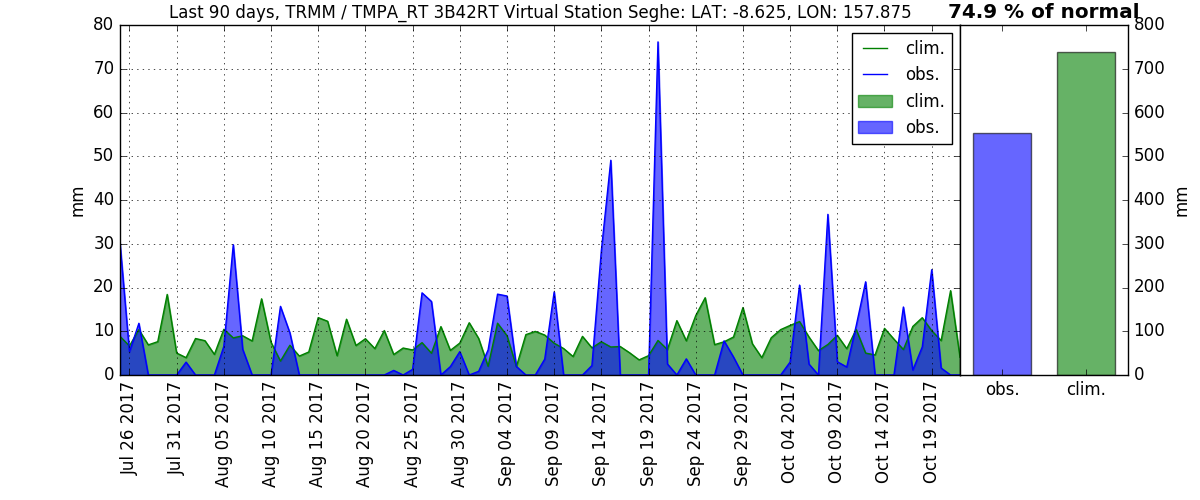 Last 90 days, TRMM / TMPA_RT 3B42RT Virtual Station Seghe: LAT: -8.625, LON: 157.875
74.9 % of normal
80
70
60
50
40
30
20
10
0
mm
clim.
obs.
clim.
obs.
800
700
600
500
400
300
200
100
0
mm
obs.
clim.
Jul 26 2017
Jul 31 2017
Aug 05 2017
Aug 10 2017
Aug 15 2017
Aug 20 2017
Aug 25 2017
Aug 30 2017
Sep 04 2017
Sep 09 2017
Sep 14 2017
Sep 19 2017
Sep 24 2017
Sep 29 2017
Oct 04 2017
Oct 09 2017
Oct 14 2017
Oct 19 2017